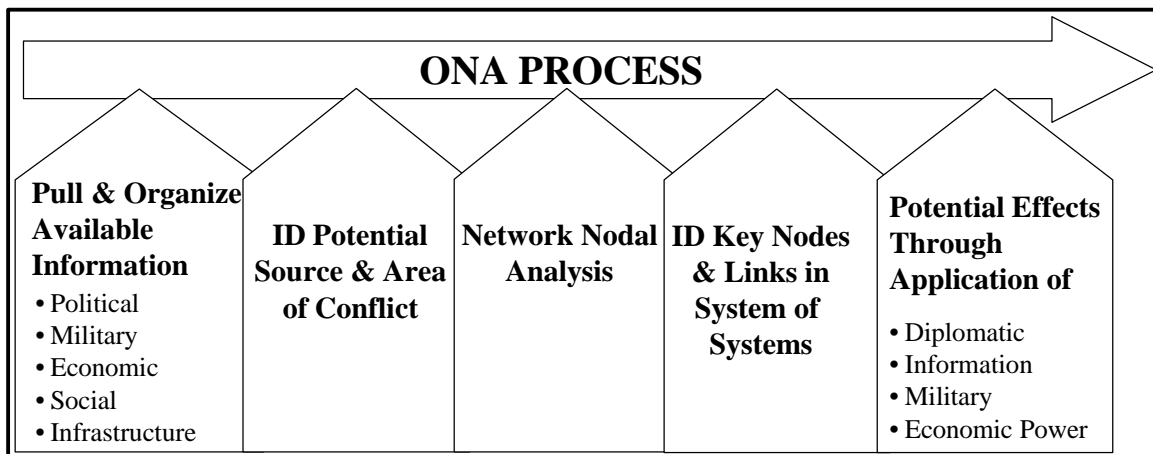 ONA PROCESS
Pull & Organize
Available
Information
• Political
• Military
• Economic
• Social
• Infrastructure
ID Potential
Source & Area
of Conflict
Network Nodal
Analysis
ID Key Nodes
& Links in
System of
Systems
Potential Effects
Through
Application of
• Diplomatic
• Information
• Military
• Economic Power